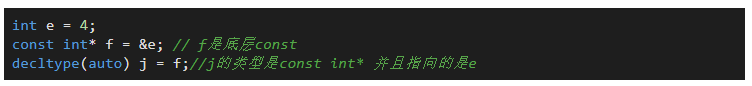 int e = 4;
const int* f = &e; // f是底层const
decltype(auto) j = f;//j的类型是const int* 并且指向的是e